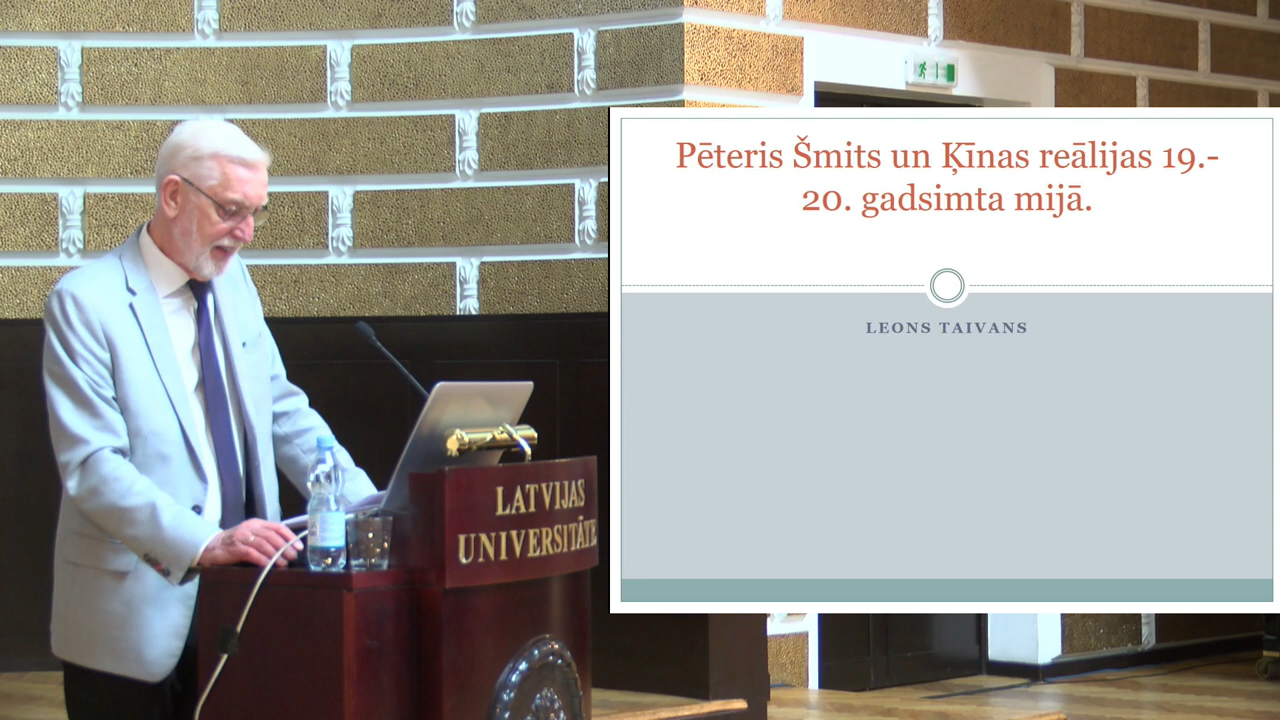 Pēteris Šmits un Ķīnas reālijas 19.-
20. gadsimta mijā.
LEONS TAIVANS
LATVIJAS
UNIVERSITĀTE